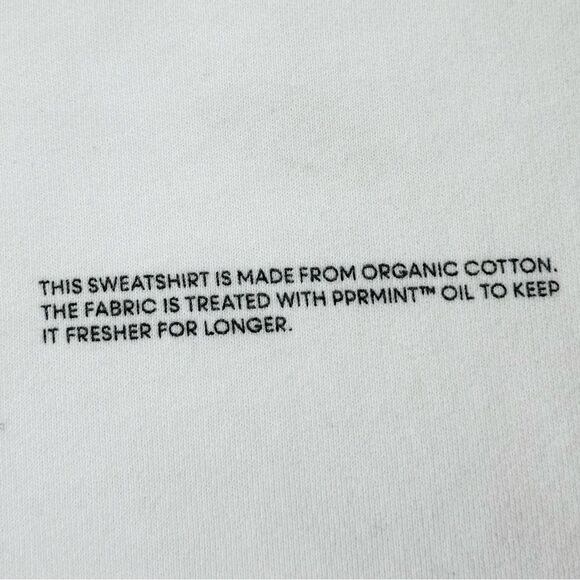 THIS SWEATSHIRT IS MADE FROM ORGANIC COTTON.
THE FABRIC IS TREATED WITH PPRMINT™ OIL TO KEEP
IT FRESHER FOR LONGER.